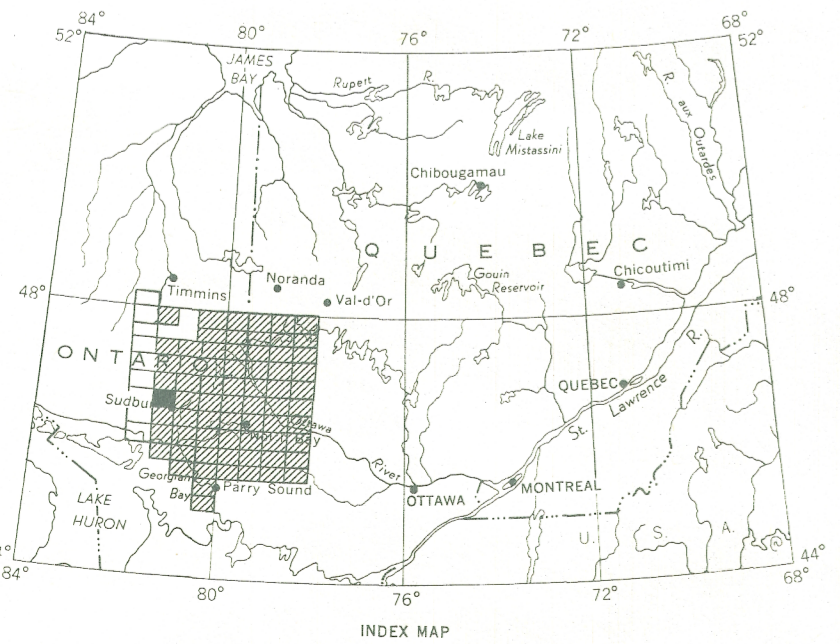 84°
80°
76°
72°
68°
52°
52°
JAMES
BAY
Rupert R.
R. aux Outardes
Lake
Mistassini
Chibougamau
QUEBEC
Gouin
Reservoir
Chicoutimi
Timmins
Noranda
Val-d'Or
48°
48°
ONTARIO
Sudbury
North Bay
Ottawa River
QUEBEC
St. Lawrence R.
Georgian
Bay
Parry Sound
OTTAWA
MONTREAL
LAKE
HURON
U. S. A.
44°
84°
80°
76°
72°
68°
INDEX MAP